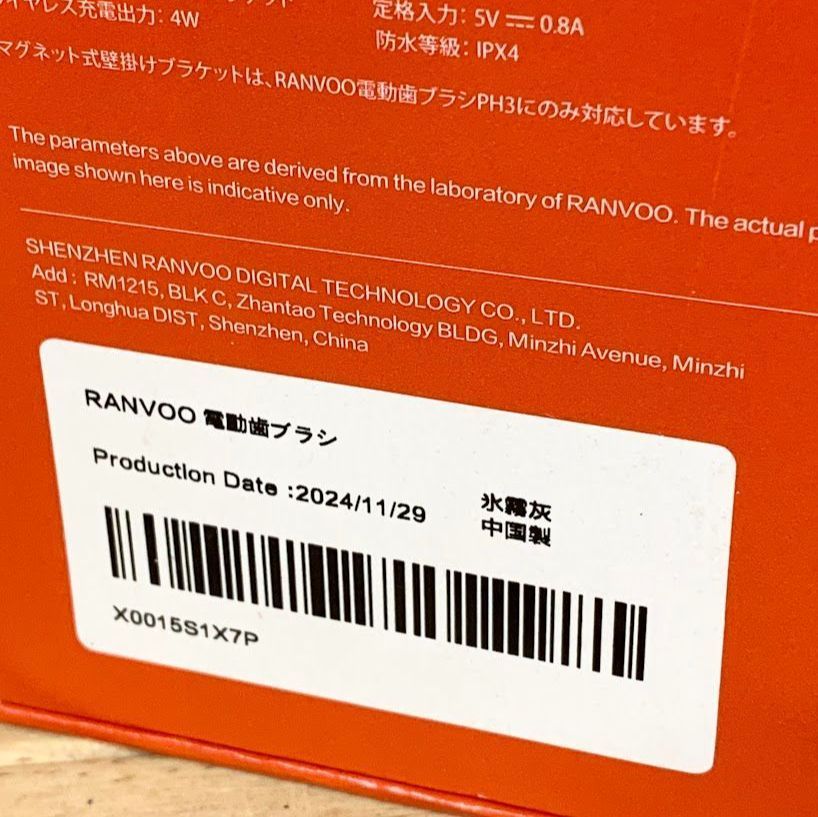 イヤレス充電出力: 4W
定格入力: 5V ⎓ 0.8A
防水等級: IPX4
マグネット式壁掛けブラケットは、RANVOO電動歯ブラシPH3にのみ対応しています。
The parameters above are derived from the laboratory of RANVOO. The actual
image shown here is indicative only.
SHENZHEN RANVOO DIGITAL TECHNOLOGY CO., LTD.
Add : RM1215, BLK C, Zhantao Technology BLDG, Minzhi Avenue, Minzhi
ST, Longhua DIST, Shenzhen, China
RANVOO 電動歯ブラシ
Production Date :2024/11/29
氷霧灰
中国製
X0015S1X7P